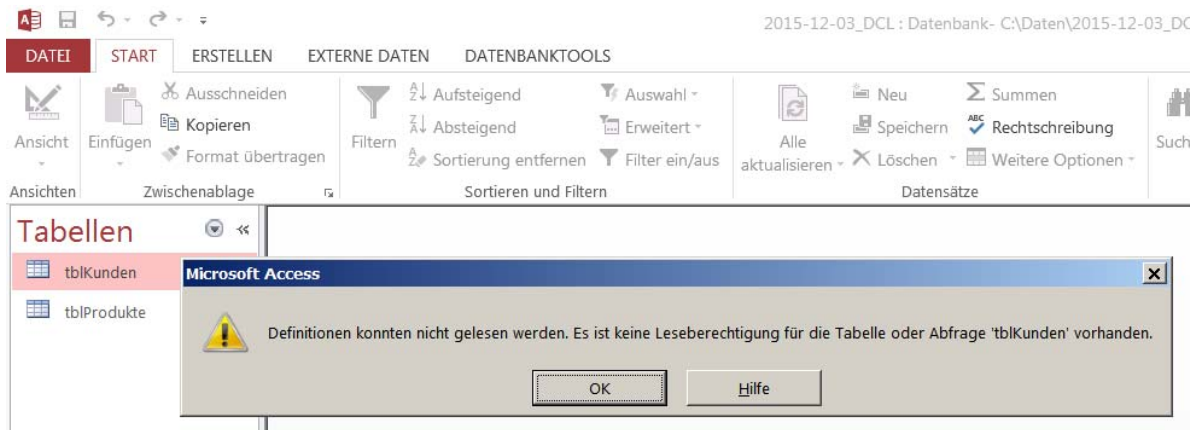 2015-12-03_DCL : Datenbank- C:\Daten\2015-12-03_DC
DATEI START ERSTELLEN EXTERNE DATEN DATENBANKTOOLS
Ansicht
Ansichten
Einfügen
Ausschneiden
Kopieren
Format übertragen
Zwischenablage
Filtern
Aufsteigend
Absteigend
Sortierung entfernen
Auswahl
Erweitert
Filter ein/aus
Sortieren und Filtern
Alle
aktualisieren
Neu
Speichern
Löschen
Summen
Rechtschreibung
Weitere Optionen
Datensätze
Such
Tabellen
tblKunden
tblProdukte
Microsoft Access
Definitionen konnten nicht gelesen werden. Es ist keine Leseberechtigung für die Tabelle oder Abfrage 'tblKunden' vorhanden.
OK
Hilfe